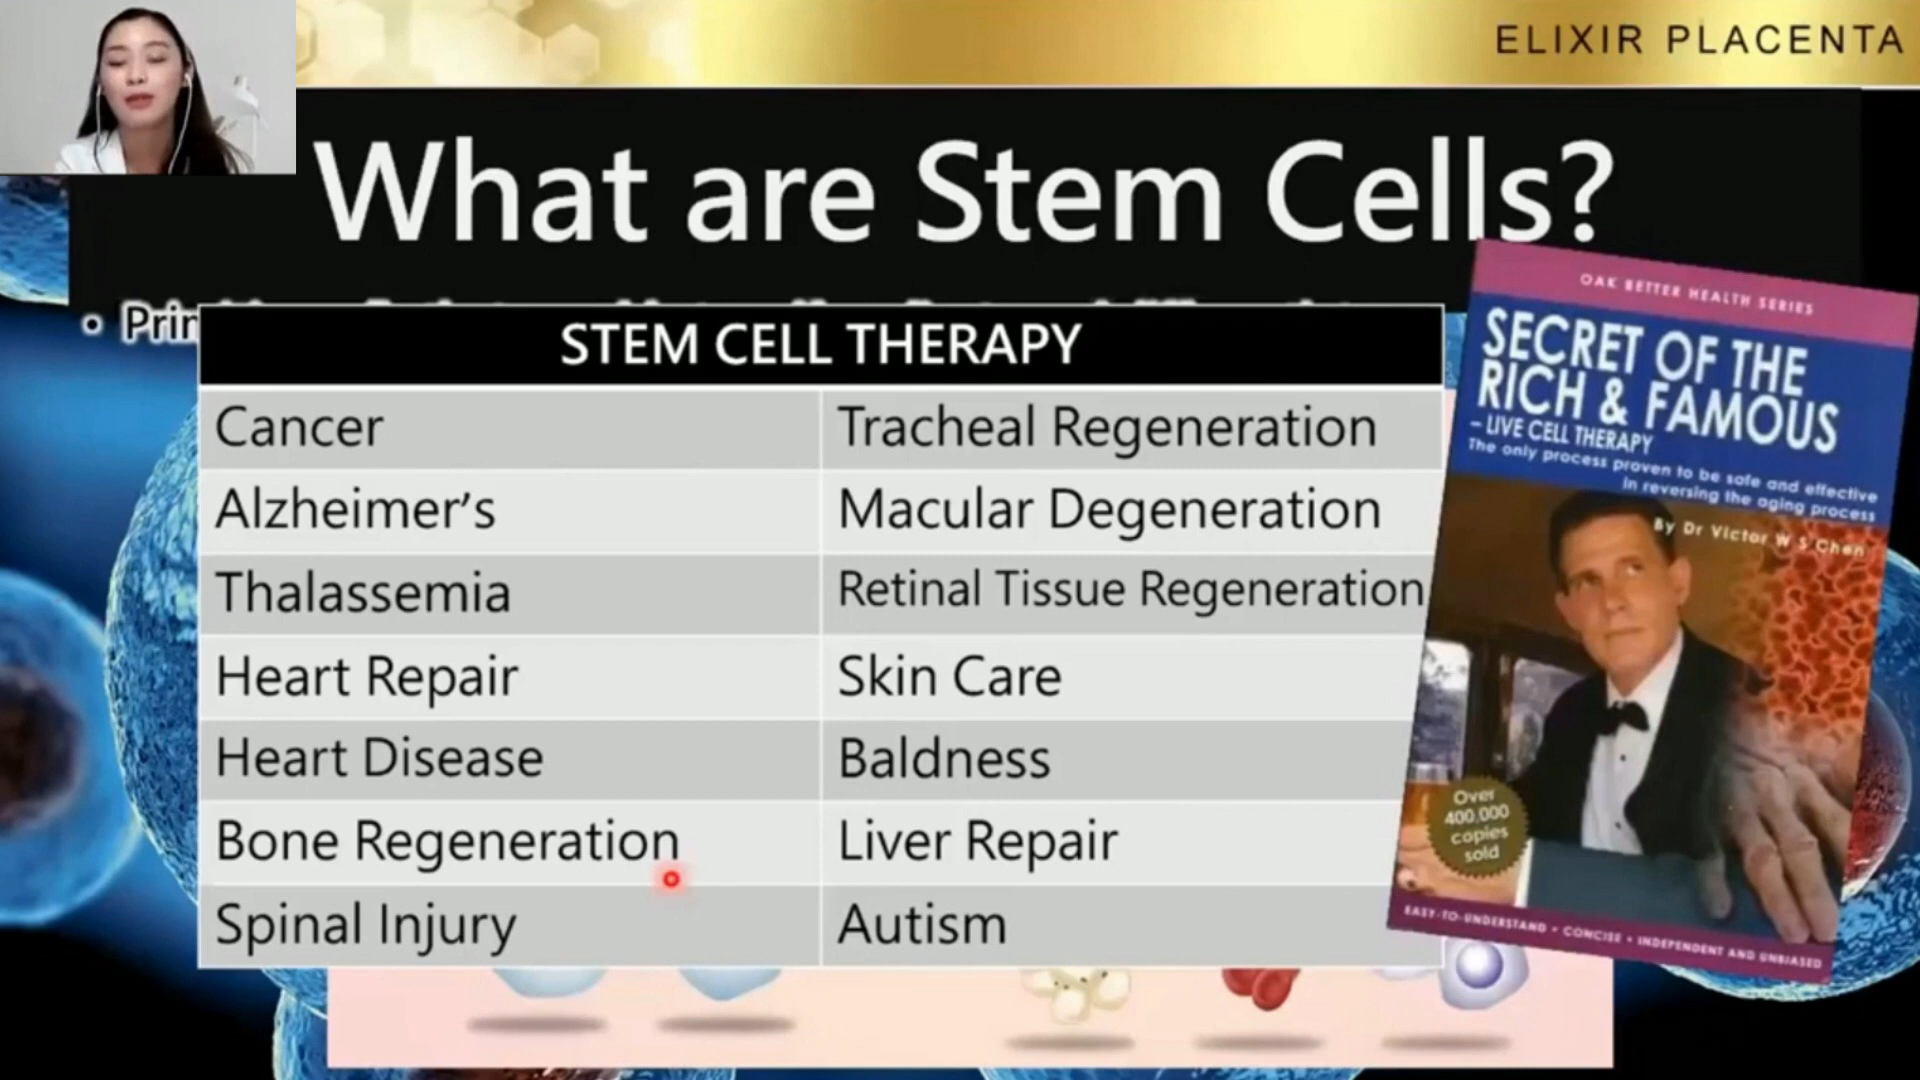 ELIXIR PLACENTA
What are Stem Cells?
STEM CELL THERAPY
Cancer
Tracheal Regeneration
Alzheimer's
Macular Degeneration
Thalassemia
Retinal Tissue Regeneration
Heart Repair
Skin Care
Heart Disease
Baldness
Bone Regeneration
Liver Repair
Spinal Injury
Autism
OAK BETTER HEALTH SERIES
SECRET OF THE
RICH & FAMOUS
- LIVE CELL THERAPY
The only process proven to be safe and effective
in reversing the aging process
By Dr Victor W S Chen
Over
400,000
copies
sold
EASY-TO-UNDERSTAND • CONCISE • INDEPENDENT AND UNBIASED